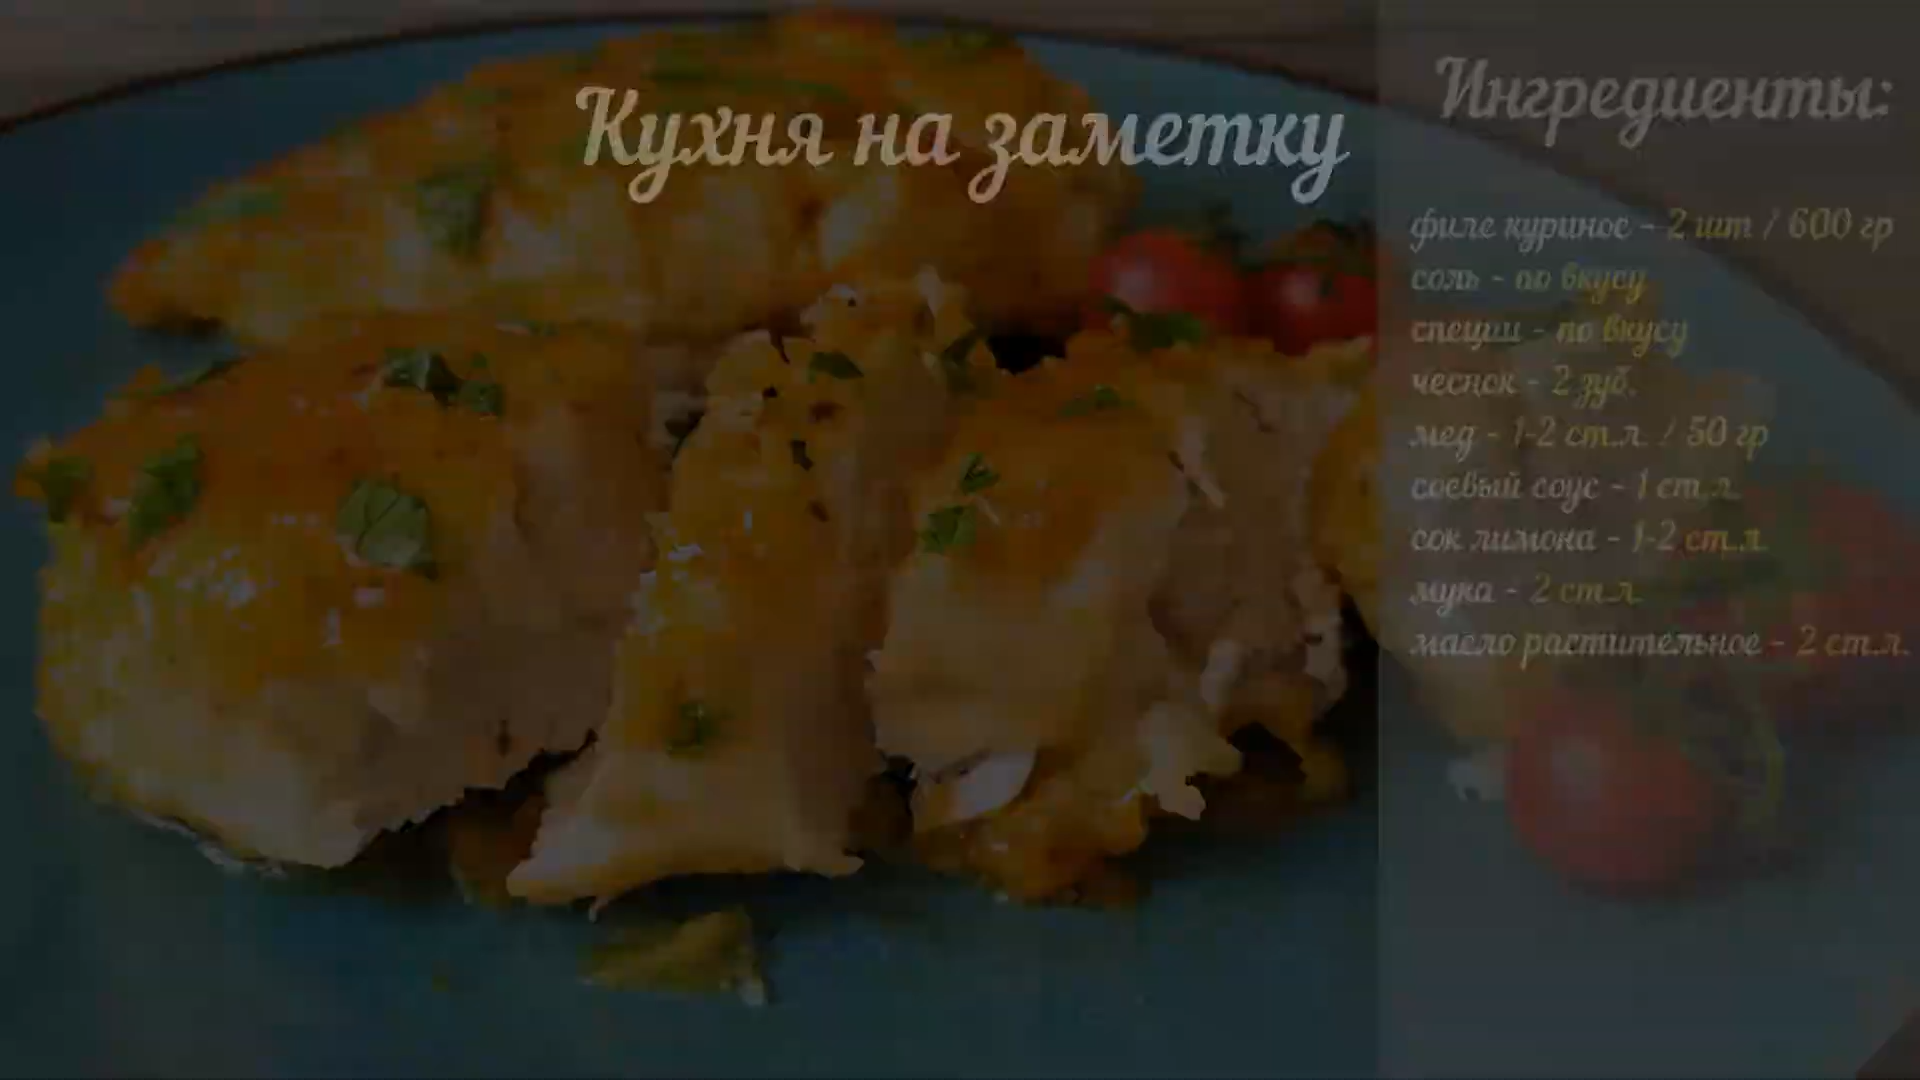 Кухня на заметку
Ингредиенты:
филе куриное - 2 шт / 600 гр
соль - по вкусу
специи - по вкусу
чеснок - 2 зуб.
мед - 1-2 ст.л. / 50 гр
соевый соус - 1 ст.л.
сок лимона - 1-2 ст.л.
мука - 2 ст.л.
масло растительное - 2 ст.л.